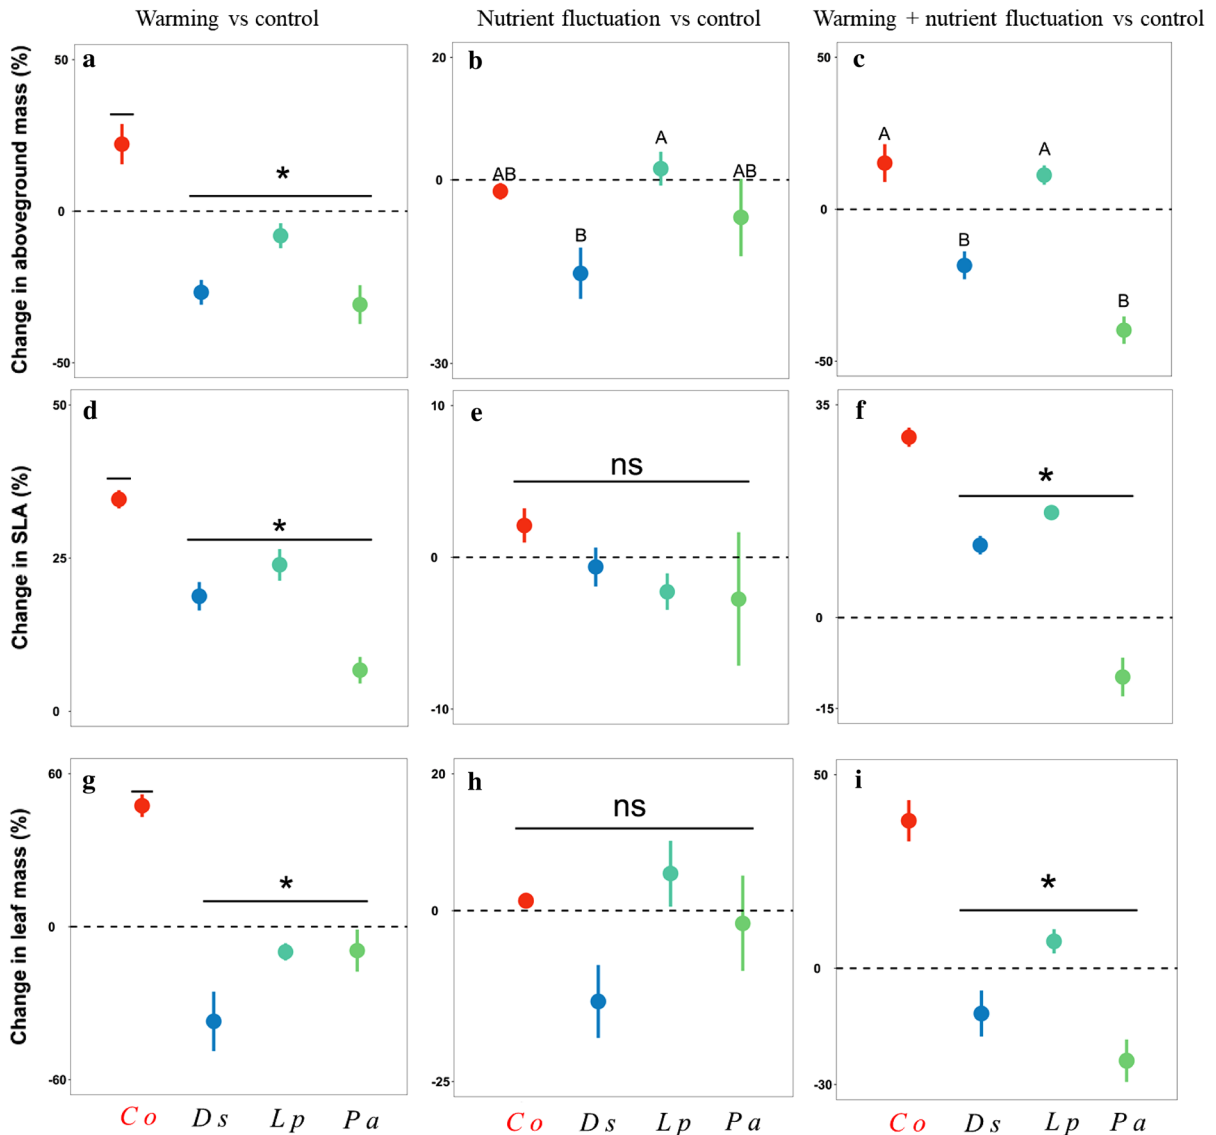 Warming vs control
Nutrient fluctuation vs control
Warming + nutrient fluctuation vs control
Change in aboveground mass (%)
a
50
*
0
-50
b
20
A
AB
AB
0
B
-30
c
50
A
A
0
B
B
-50
Change in SLA (%)
d
50
*
25
0
e
10
ns
0
-10
f
35
*
0
-15
Change in leaf mass (%)
g
60
*
0
-60
h
20
ns
0
-25
i
50
*
0
-30
C o D s L p P a
C o D s L p P a
C o D s L p P a